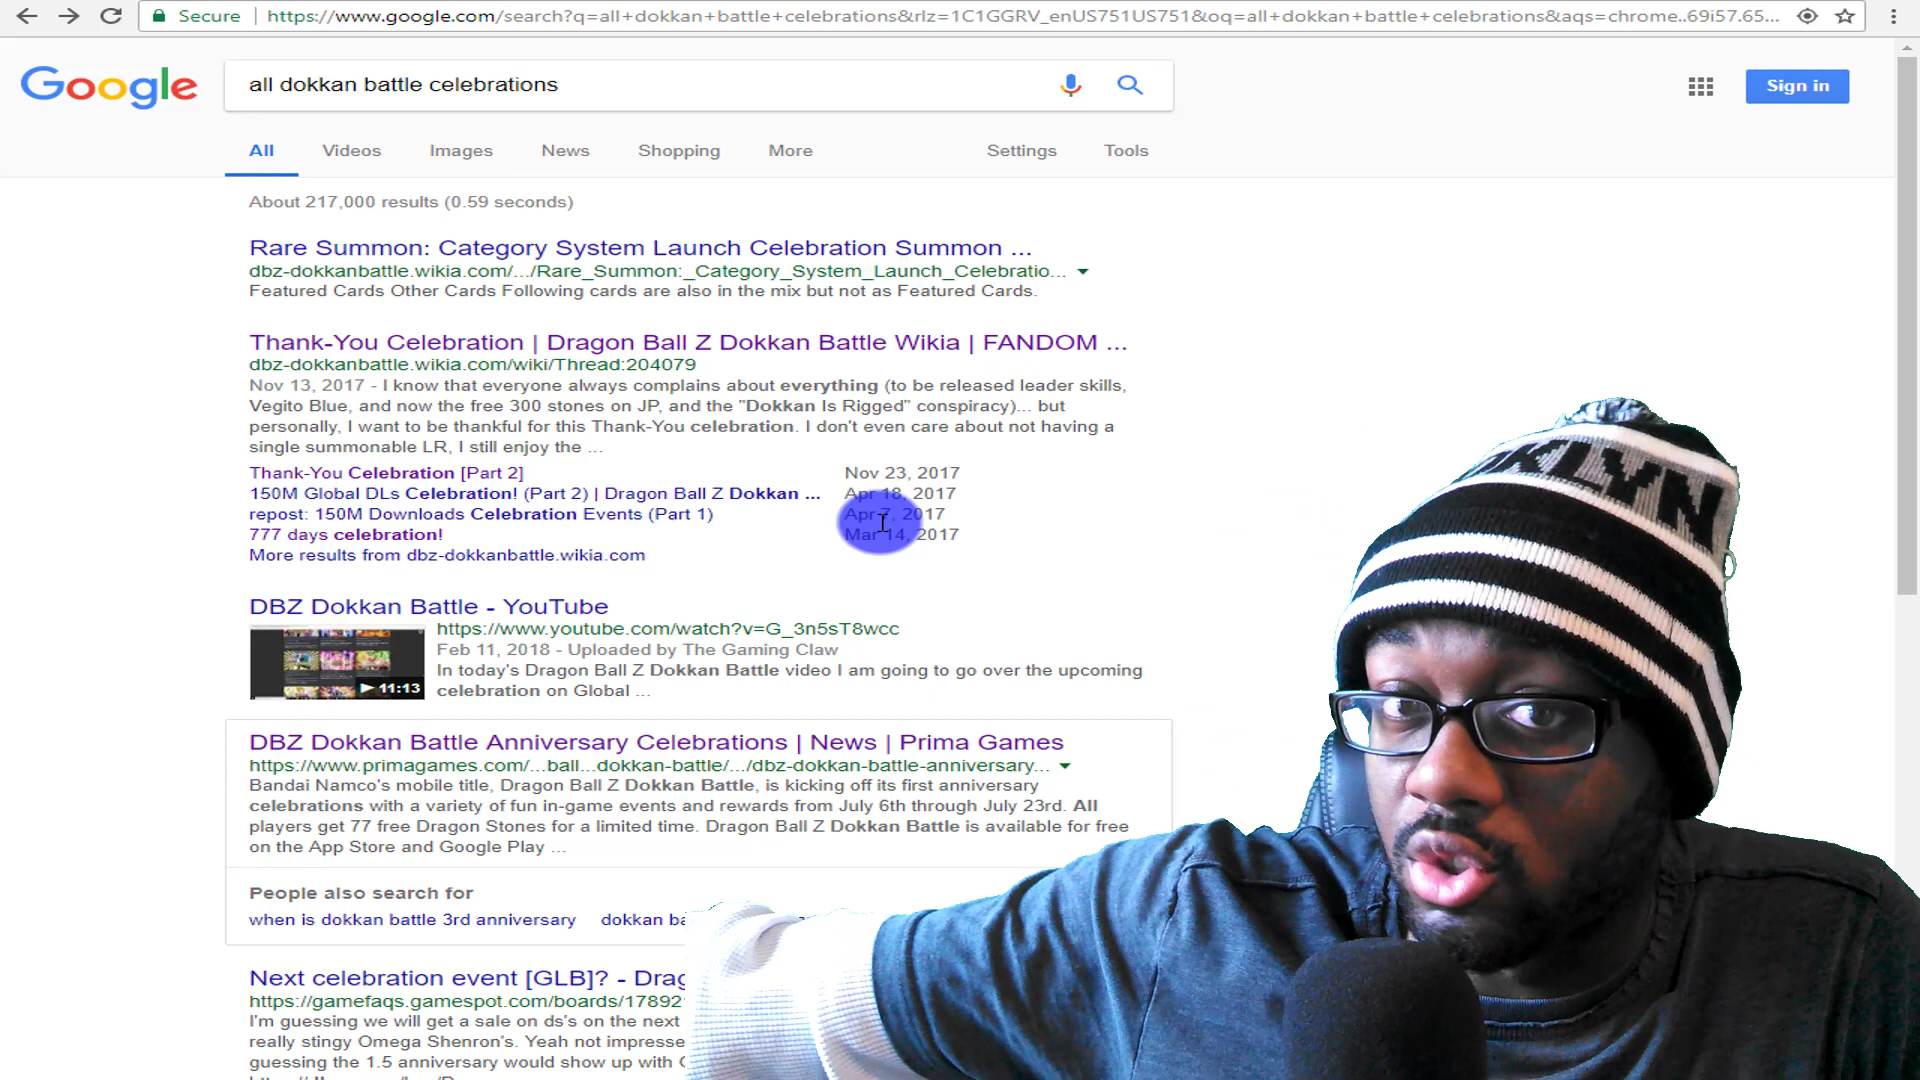 Secure https://www.google.com/search?q=all+dokkan+battle+celebrations&rlz=1C1GGRV_enUS751US751&oq=all+dokkan+battle+celebrations&aqs=chrome..69i57.65...
Google all dokkan battle celebrations Sign in
All Videos Images News Shopping More Settings Tools
About 217,000 results (0.59 seconds)
Rare Summon: Category System Launch Celebration Summon ...
dbz-dokkanbattle.wikia.com/.../Rare_Summon:_Category_System_Launch_Celebratio...
Featured Cards Other Cards Following cards are also in the mix but not as Featured Cards.
Thank-You Celebration | Dragon Ball Z Dokkan Battle Wikia | FANDOM ...
dbz-dokkanbattle.wikia.com/wiki/Thread:204079
Nov 13, 2017 - I know that everyone always complains about everything (to be released leader skills,
Vegito Blue, and now the free 300 stones on JP, and the "Dokkan Is Rigged" conspiracy)... but
personally, I want to be thankful for this Thank-You celebration. I don't even care about not having a
single summonable LR, I still enjoy the ...
Thank-You Celebration [Part 2] Nov 23, 2017
150M Global DLs Celebration! (Part 2) | Dragon Ball Z Dokkan ... Apr 18, 2017
repost: 150M Downloads Celebration Events (Part 1) Apr 7, 2017
777 days celebration! Mar 14, 2017
More results from dbz-dokkanbattle.wikia.com
DBZ Dokkan Battle - YouTube
https://www.youtube.com/watch?v=G_3n5sT8wcc
Feb 11, 2018 - Uploaded by The Gaming Claw
In today's Dragon Ball Z Dokkan Battle video I am going to go over the upcoming
celebration on Global ...
11:13
DBZ Dokkan Battle Anniversary Celebrations | News | Prima Games
https://www.primagames.com/...ball...dokkan-battle/.../dbz-dokkan-battle-anniversary...
Bandai Namco's mobile title, Dragon Ball Z Dokkan Battle, is kicking off its first anniversary
celebrations with a variety of fun in-game events and rewards from July 6th through July 23rd. All
players get 77 free Dragon Stones for a limited time. Dragon Ball Z Dokkan Battle is available for free
on the App Store and Google Play ...
People also search for
when is dokkan battle 3rd anniversary dokkan ba
Next celebration event [GLB]? - Drag
https://gamefaqs.gamespot.com/boards/17892
I'm guessing we will get a sale on ds's on the next
really stingy Omega Shenron's. Yeah not impresse
guessing the 1.5 anniversary would show up with
OOKLYN